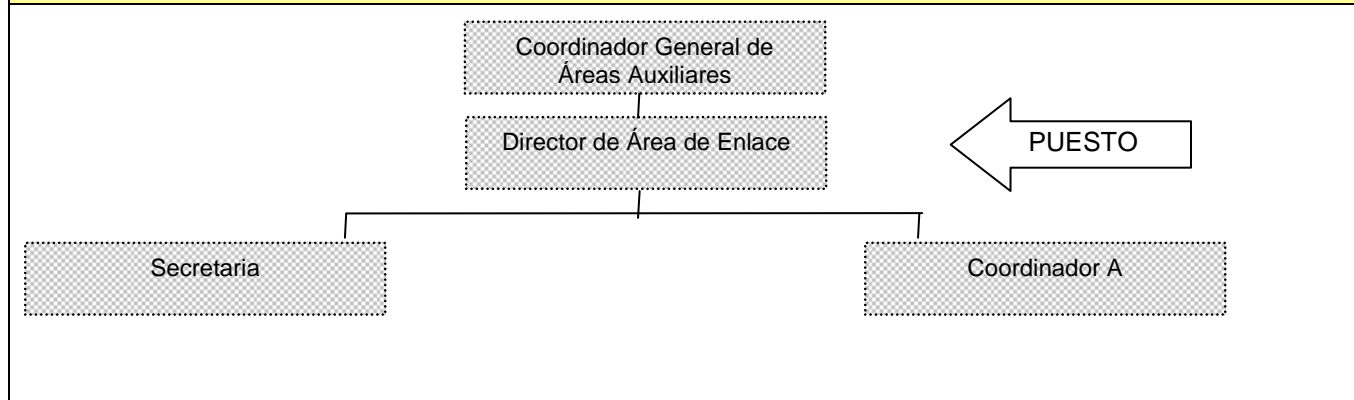 Coordinador General de
Áreas Auxiliares
Director de Área de Enlace
PUESTO
Secretaria
Coordinador A